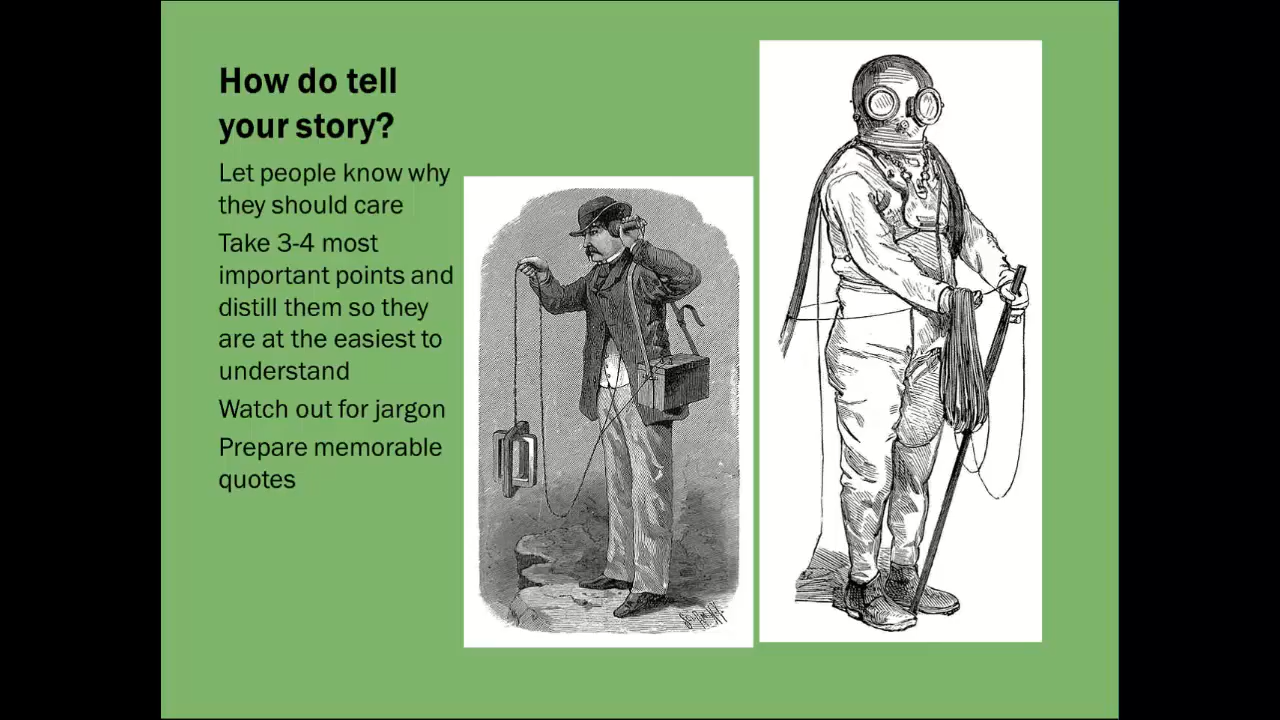 How do tell
your story?
Let people know why
they should care
Take 3-4 most
important points and
distill them so they
are at the easiest to
understand
Watch out for jargon
Prepare memorable
quotes